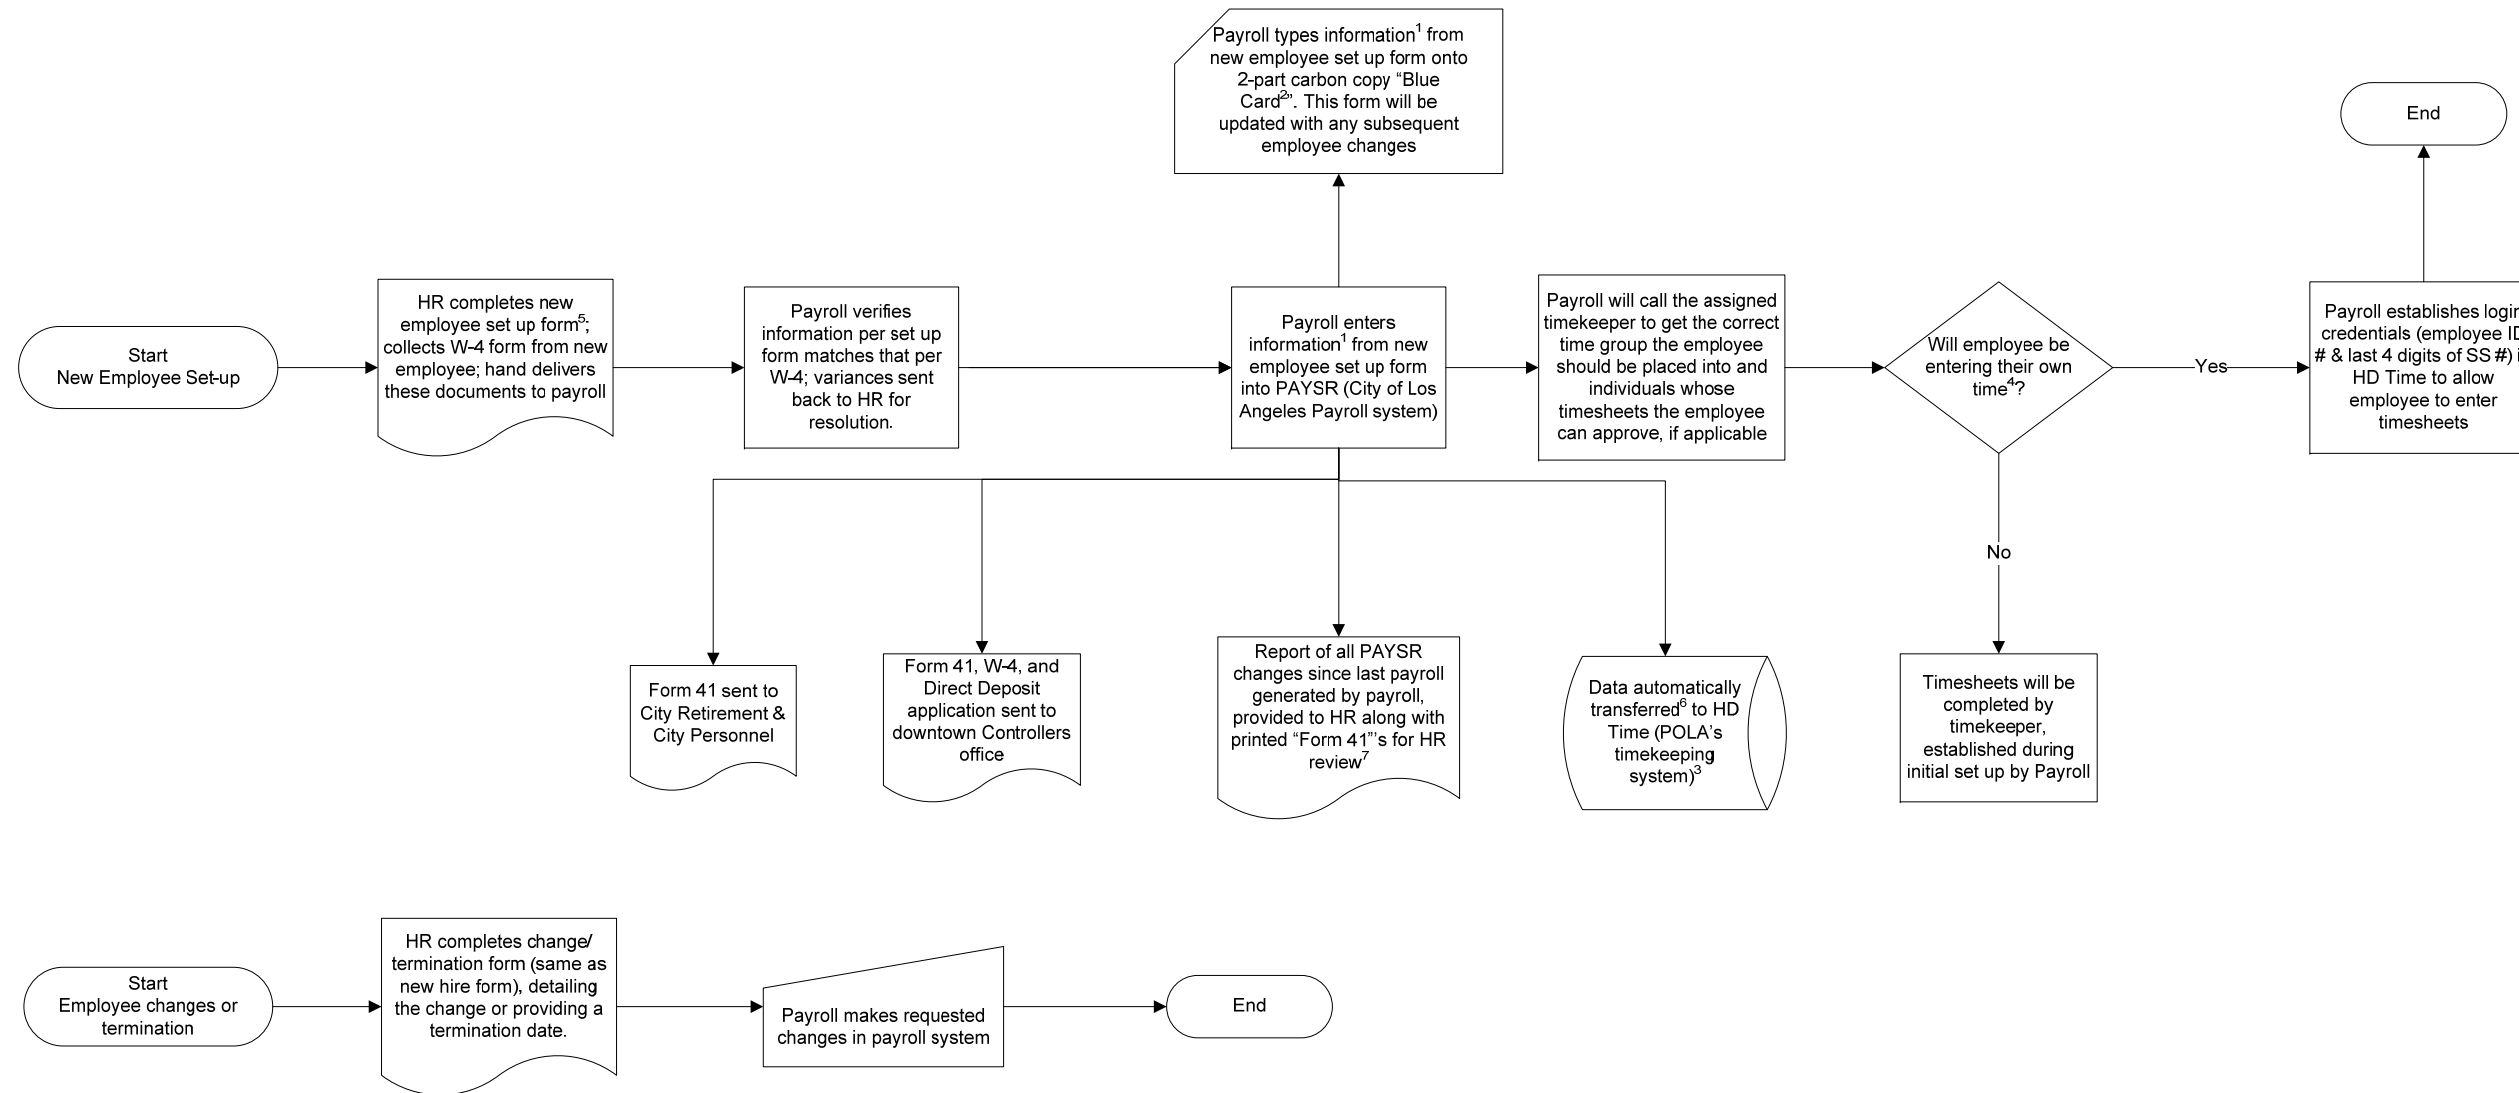 Payroll types information1 from
new employee set up form onto
2-part carbon copy “Blue
Card2”. This form will be
updated with any subsequent
employee changes
End
Start
New Employee Set-up
HR completes new
employee set up form5;
collects W-4 form from new
employee; hand delivers
these documents to payroll
Payroll verifies
information per set up
form matches that per
W-4; variances sent
back to HR for
resolution.
Payroll enters
information1 from new
employee set up form
into PAYSR (City of Los
Angeles Payroll system)
Payroll will call the assigned
timekeeper to get the correct
time group the employee
should be placed into and
individuals whose
timesheets the employee
can approve, if applicable
Will employee be
entering their own
time4?
Yes
Payroll establishes login
credentials (employee ID
# & last 4 digits of SS #)
HD Time to allow
employee to enter
timesheets
No
Form 41 sent to
City Retirement &
City Personnel
Form 41, W-4, and
Direct Deposit
application sent to
downtown Controllers
office
Report of all PAYSR
changes since last payroll
generated by payroll,
provided to HR along with
printed “Form 41”’s for HR
review7
Data automatically
transferred6 to HD
Time (POLA’s
timekeeping
system)3
Timesheets will be
completed by
timekeeper,
established during
initial set up by Payroll
Start
Employee changes or
termination
HR completes change/
termination form (same as
new hire form), detailing
the change or providing a
termination date.
Payroll makes requested
changes in payroll system
End